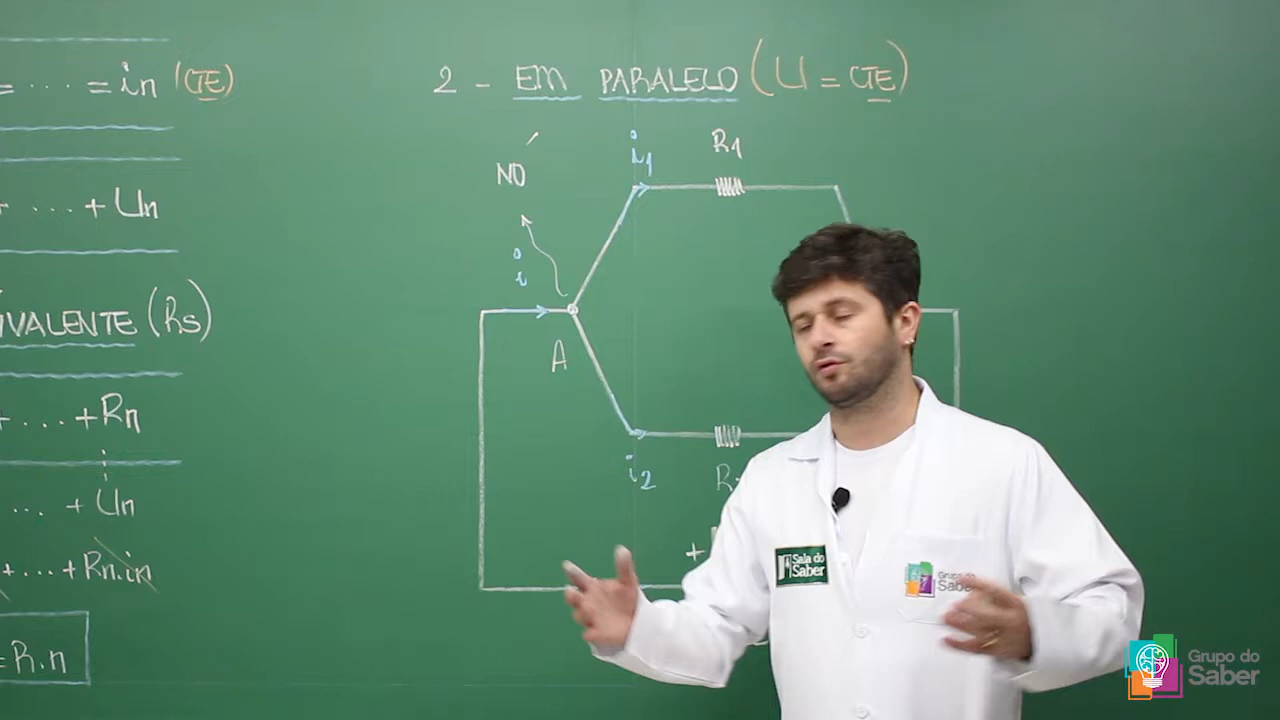 = .... = in (CTE)
+ .... + Un
(Rs)
+ .... + Rn
... + Un
+ ... + Rn.in
= R.n
2 - EM PARALELO (U = CTE)
NÓ
i1
R1
i
A
i2
+
Sala do
Saber
Grupo do
Saber
Grupo do
Saber